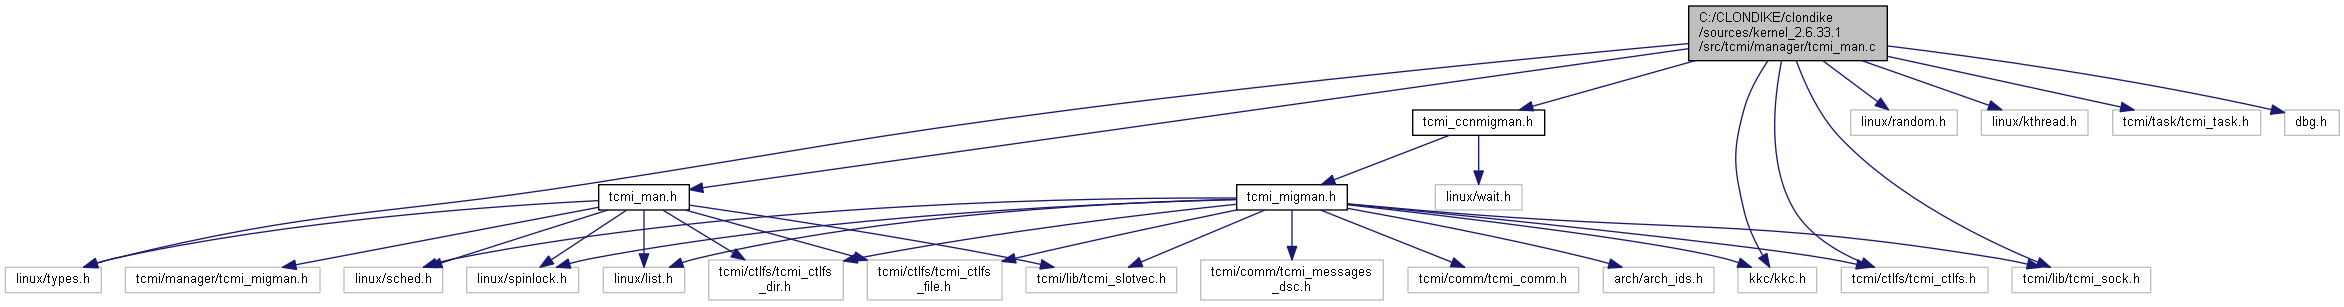 C:/CLONDIKE/clondike
/sources/kernel_2.6.33.1
/src/tcmi/manager/tcmi_man.c
tcmi_ccnmigman.h
linux/random.h
linux/kthread.h
tcmi/task/tcmi_task.h
dbg.h
tcmi_man.h
tcmi_migman.h
linux/wait.h
linux/types.h
tcmi/manager/tcmi_migman.h
linux/sched.h
linux/spinlock.h
linux/list.h
tcmi/ctlfs/tcmi_ctlfs
_dir.h
tcmi/ctlfs/tcmi_ctlfs
_file.h
tcmi/lib/tcmi_slotvec.h
tcmi/comm/tcmi_messages
_dsc.h
tcmi/comm/tcmi_comm.h
arch/arch_ids.h
kkc/kkc.h
tcmi/ctlfs/tcmi_ctlfs.h
tcmi/lib/tcmi_sock.h